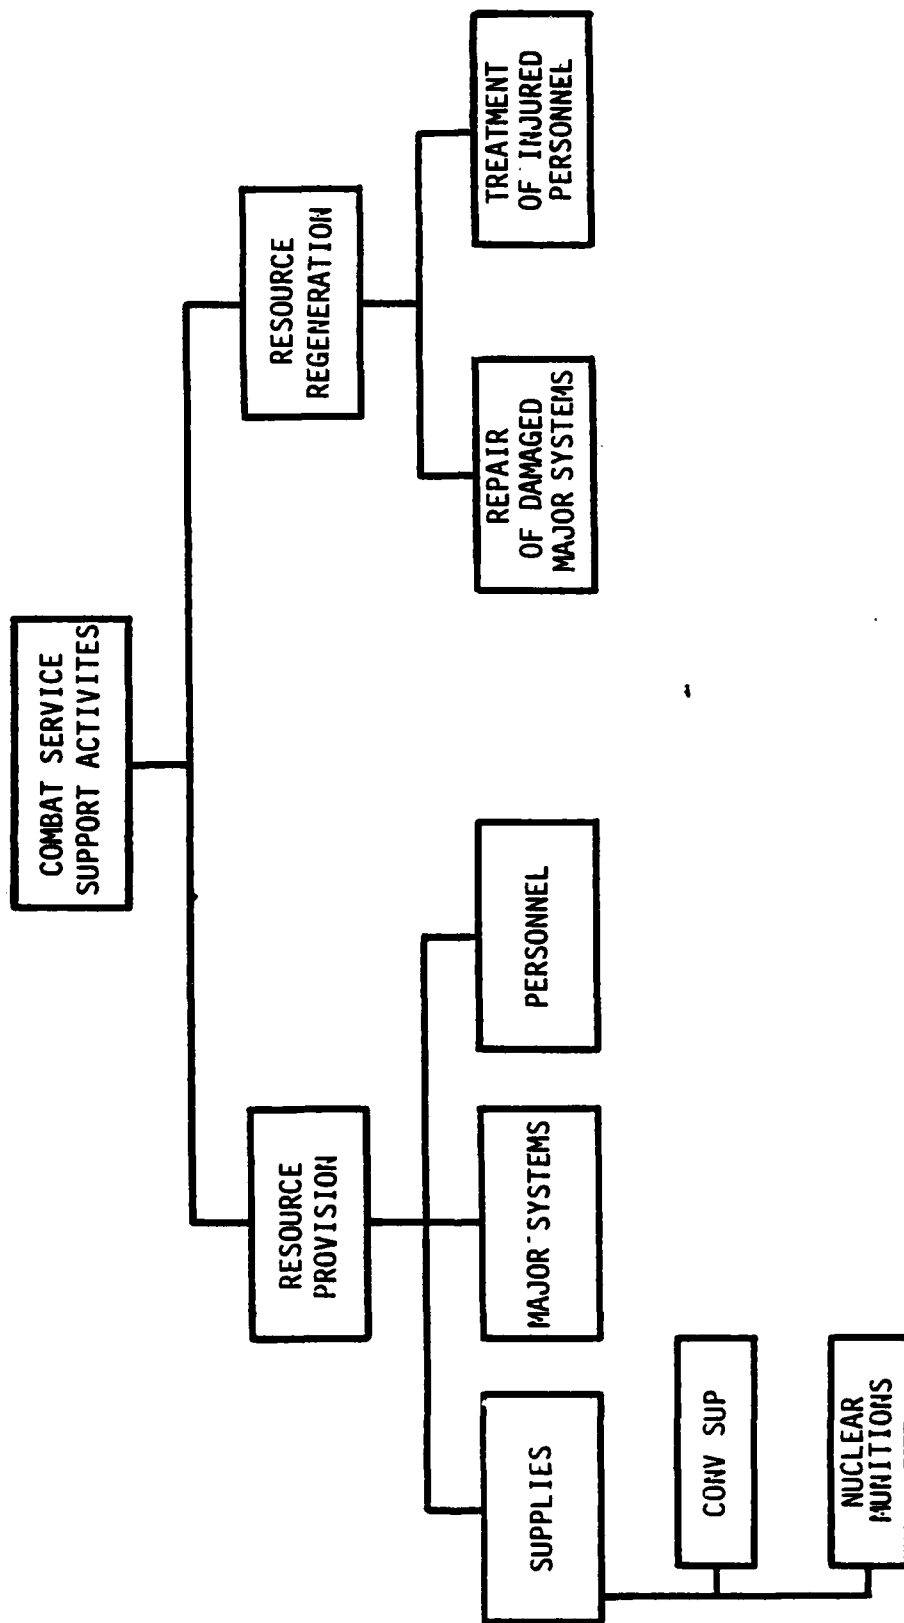 COMBAT SERVICE
SUPPORT ACTIVITES
RESOURCE
PROVISION
RESOURCE
REGENERATION
SUPPLIES
MAJOR SYSTEMS
PERSONNEL
REPAIR
OF DAMAGED
MAJOR SYSTEMS
TREATMENT
OF INJURED
PERSONNEL
CONV SUP
NUCLEAR
MUNITIONS